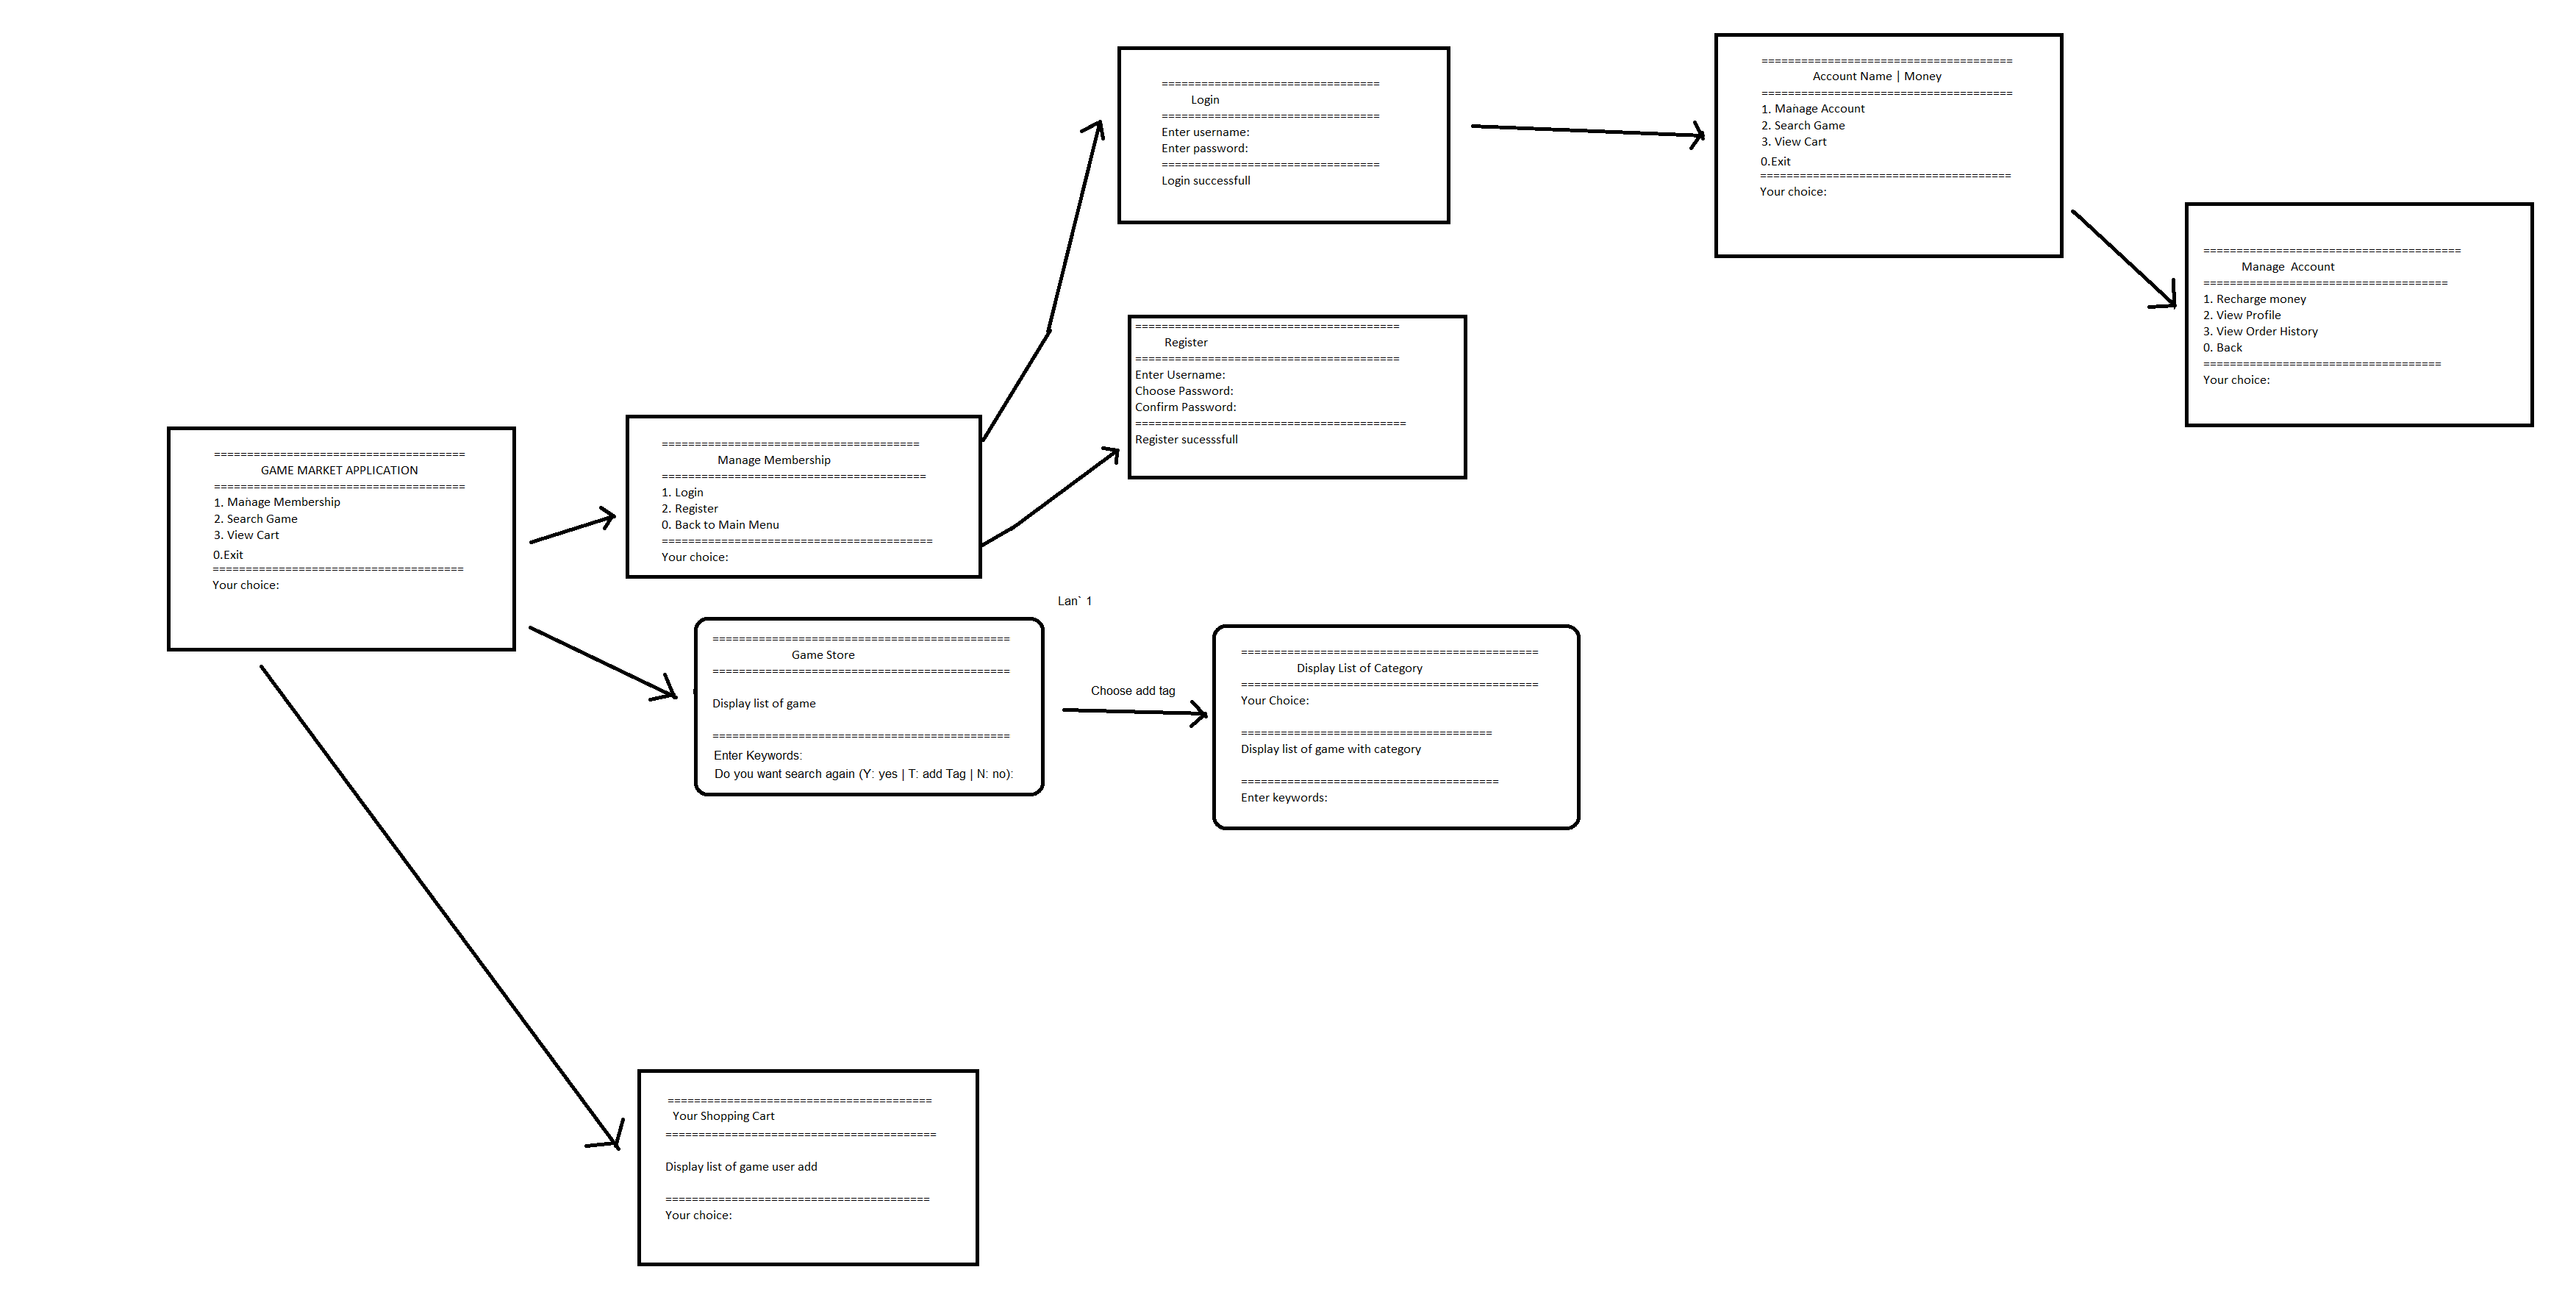 =======================================
GAME MARKET APPLICATION
=======================================
1. Manage Membership
2. Search Game
3. View Cart
0.Exit
=======================================
Your choice:
=======================================
Manage Membership
========================================
1. Login
2. Register
0. Back to Main Menu
=========================================
Your choice:
=================================
Login
=================================
Enter username:
Enter password:
=================================
Login successfull
========================================
Register
========================================
Enter Username:
Choose Password:
Confirm Password:
=========================================
Register sucesssfull
======================================
Account Name | Money
======================================
1. Manage Account
2. Search Game
3. View Cart
0.Exit
======================================
Your choice:
=======================================
Manage  Account
=====================================
1. Recharge money
2. View Profile
3. View Order History
0. Back
====================================
Your choice:
Lan` 1
=============================================
Game Store
=============================================
Display list of game
=============================================
Enter Keywords:
Do you want search again (Y: yes | T: add Tag | N: no):
Choose add tag
=============================================
Display List of Category
=============================================
Your Choice:
======================================
Display list of game with category
=======================================
Enter keywords:
========================================
Your Shopping Cart
=========================================
Display list of game user add
========================================
Your choice: